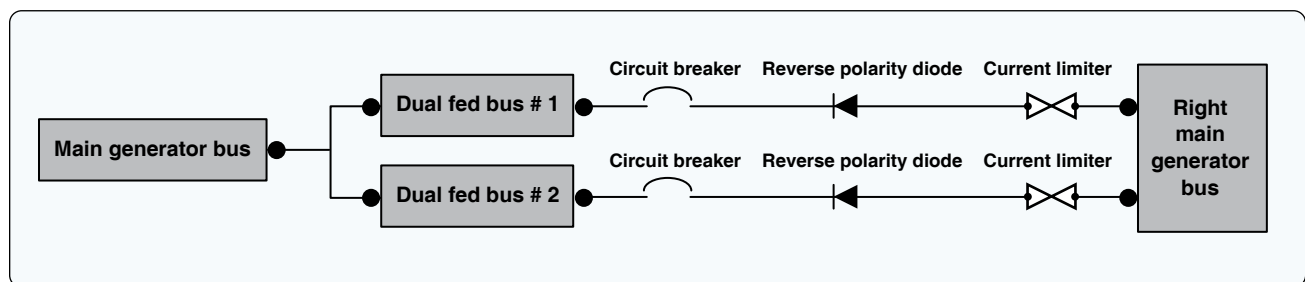 Circuit breaker Reverse polarity diode Current limiter
Dual fed bus # 1
Main generator bus
Right
main
generator
bus
Circuit breaker Reverse polarity diode Current limiter
Dual fed bus # 2